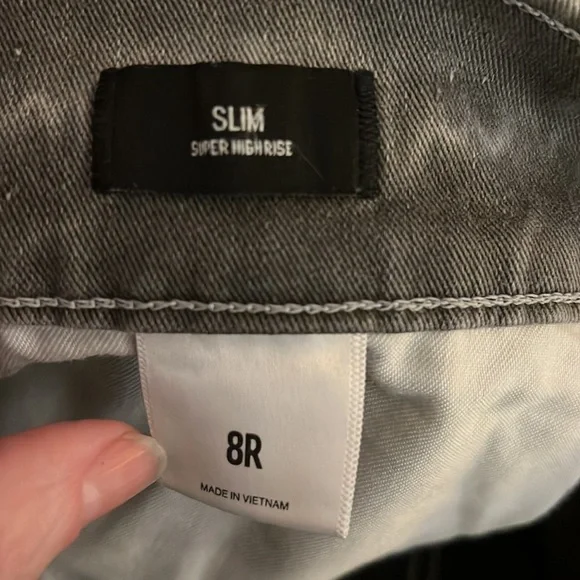 SLIM
SUPER HIGH RISE
8R
MADE IN VIETNAM